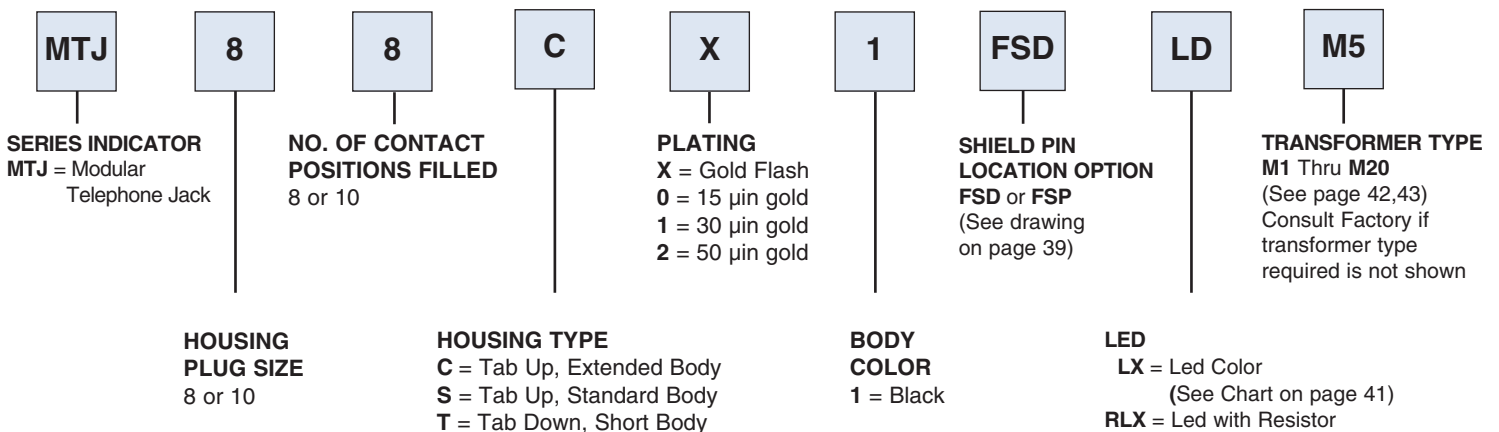 MTJ 8 8 C X 1 FSD LD M5
SERIES INDICATOR
MTJ = Modular
Telephone Jack
NO. OF CONTACT
POSITIONS FILLED
8 or 10
PLATING
X = Gold Flash
0 = 15 µin gold
1 = 30 µin gold
2 = 50 µin gold
SHIELD PIN
LOCATION OPTION
FSD or FSP
(See drawing
on page 39)
TRANSFORMER TYPE
M1 Thru M20
(See page 42,43)
Consult Factory if
transformer type
required is not shown
HOUSING
PLUG SIZE
8 or 10
HOUSING TYPE
C = Tab Up, Extended Body
S = Tab Up, Standard Body
T = Tab Down, Short Body
BODY
COLOR
1 = Black
LED
LX = Led Color
(See Chart on page 41)
RLX = Led with Resistor